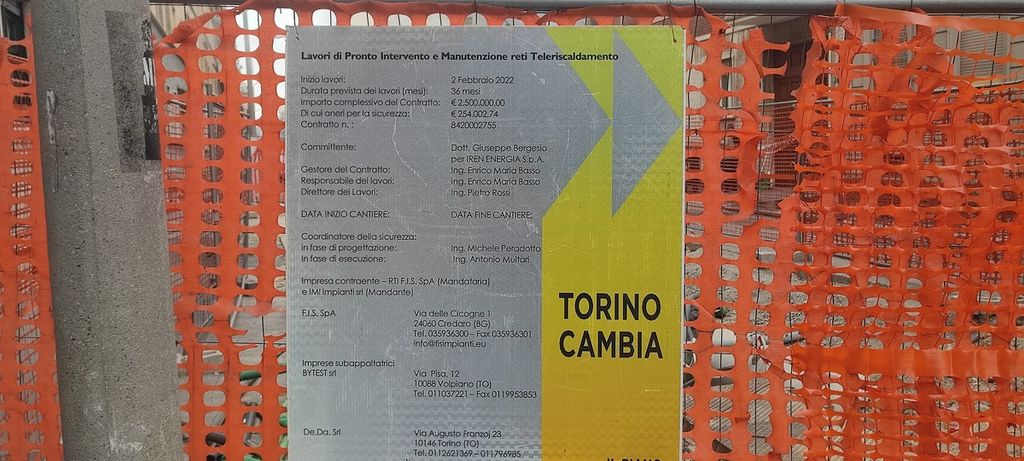 Lavori di Pronto Intervento e Manutenzione reti Teleriscaldamento
Inizio lavori: 2 Febbraio 2022
Durata prevista dei lavori (mesi): 36 mesi
Importo complessivo del Contratto: € 2.500.000,00
Di cui oneri per la sicurezza: € 254.002,74
Contratto n. : 8420002755
Committente: Dott. Giuseppe Bergesio
per IREN ENERGIA S.p.A.
Gestore del Contratto: Ing. Enrico Maria Basso
Responsabile dei lavori: Ing. Enrico Maria Basso
Direttore dei Lavori: Ing. Pietro Rossi
DATA INIZIO CANTIERE: DATA FINE CANTIERE:
Coordinatore della sicurezza:
in fase di progettazione: Ing. Michele Peradotto
in fase di esecuzione: Ing. Antonio Multari
Impresa contraente – RTI F.I.S. SpA (Mandataria)
e IMI Impianti srl (Mandante)
F.I.S. SpA Via delle Cicogne 1
24060 Credaro (BG)
Tel. 035936300 – Fax 035936301
info@fisimpianti.eu
Imprese subappaltatrici
BYTEST srl Via Pisa, 12
10088 Volpiano (TO)
Tel. 011037221 – Fax 0119953853
De.Da. Srl Via Augusto Franzoj 23
10146 Torino (TO)
Tel. 0112621369 – 011796985
TORINO
CAMBIA
IL PIANO